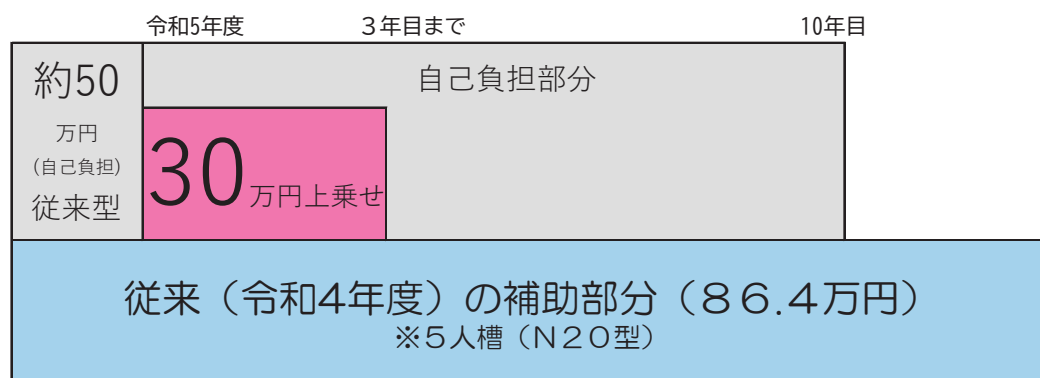 令和5年度 3年目まで 10年目
約50
万円
(自己負担)
従来型
自己負担部分
30万円上乗せ
従来（令和4年度）の補助部分（86.4万円）
※5人槽（N20型）